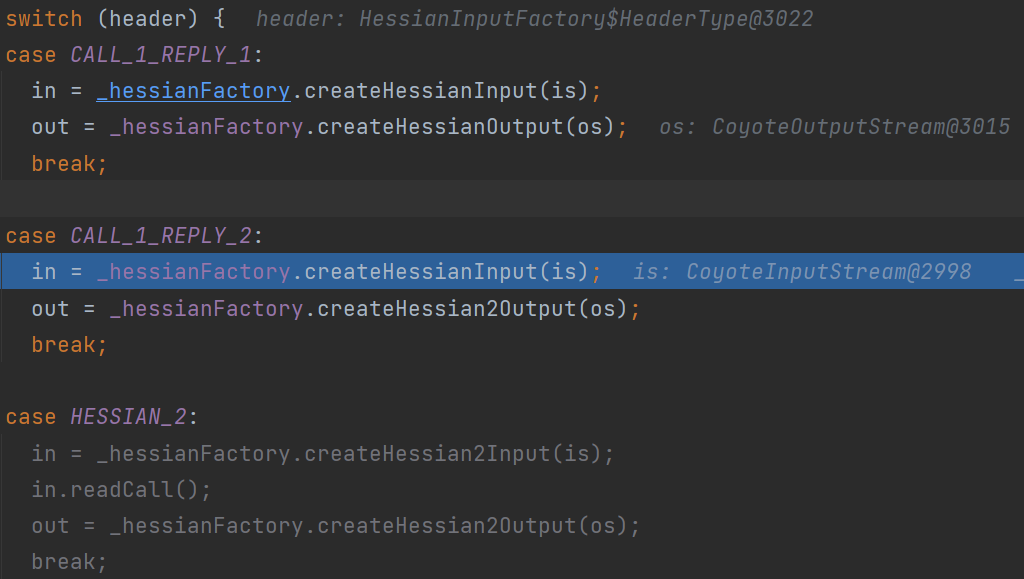 switch (header) {  header: HessianInputFactory$HeaderType@3022
case CALL_1_REPLY_1:
in = _hessianFactory.createHessianInput(is);
out = _hessianFactory.createHessianOutput(os);  os: CoyoteOutputStream@3015
break;
case CALL_1_REPLY_2:
in = _hessianFactory.createHessianInput(is);  is: CoyoteInputStream@2998  _
out = _hessianFactory.createHessian2Output(os);
break;
case HESSIAN_2:
in = _hessianFactory.createHessian2Input(is);
in.readCall();
out = _hessianFactory.createHessian2Output(os);
break;